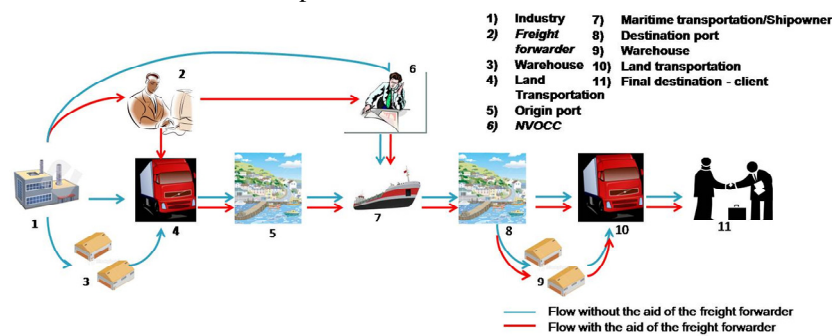 1) Industry 7) Maritime transportation/Shipowner
2) Freight 8) Destination port
forwarder 9) Warehouse
3) Warehouse 10) Land transportation
4) Land 11) Final destination - client
Transportation
5) Origin port
6) NVOCC
2
6
1
4
5
7
8
10
11
3
9
Flow without the aid of the freight forwarder
Flow with the aid of the freight forwarder